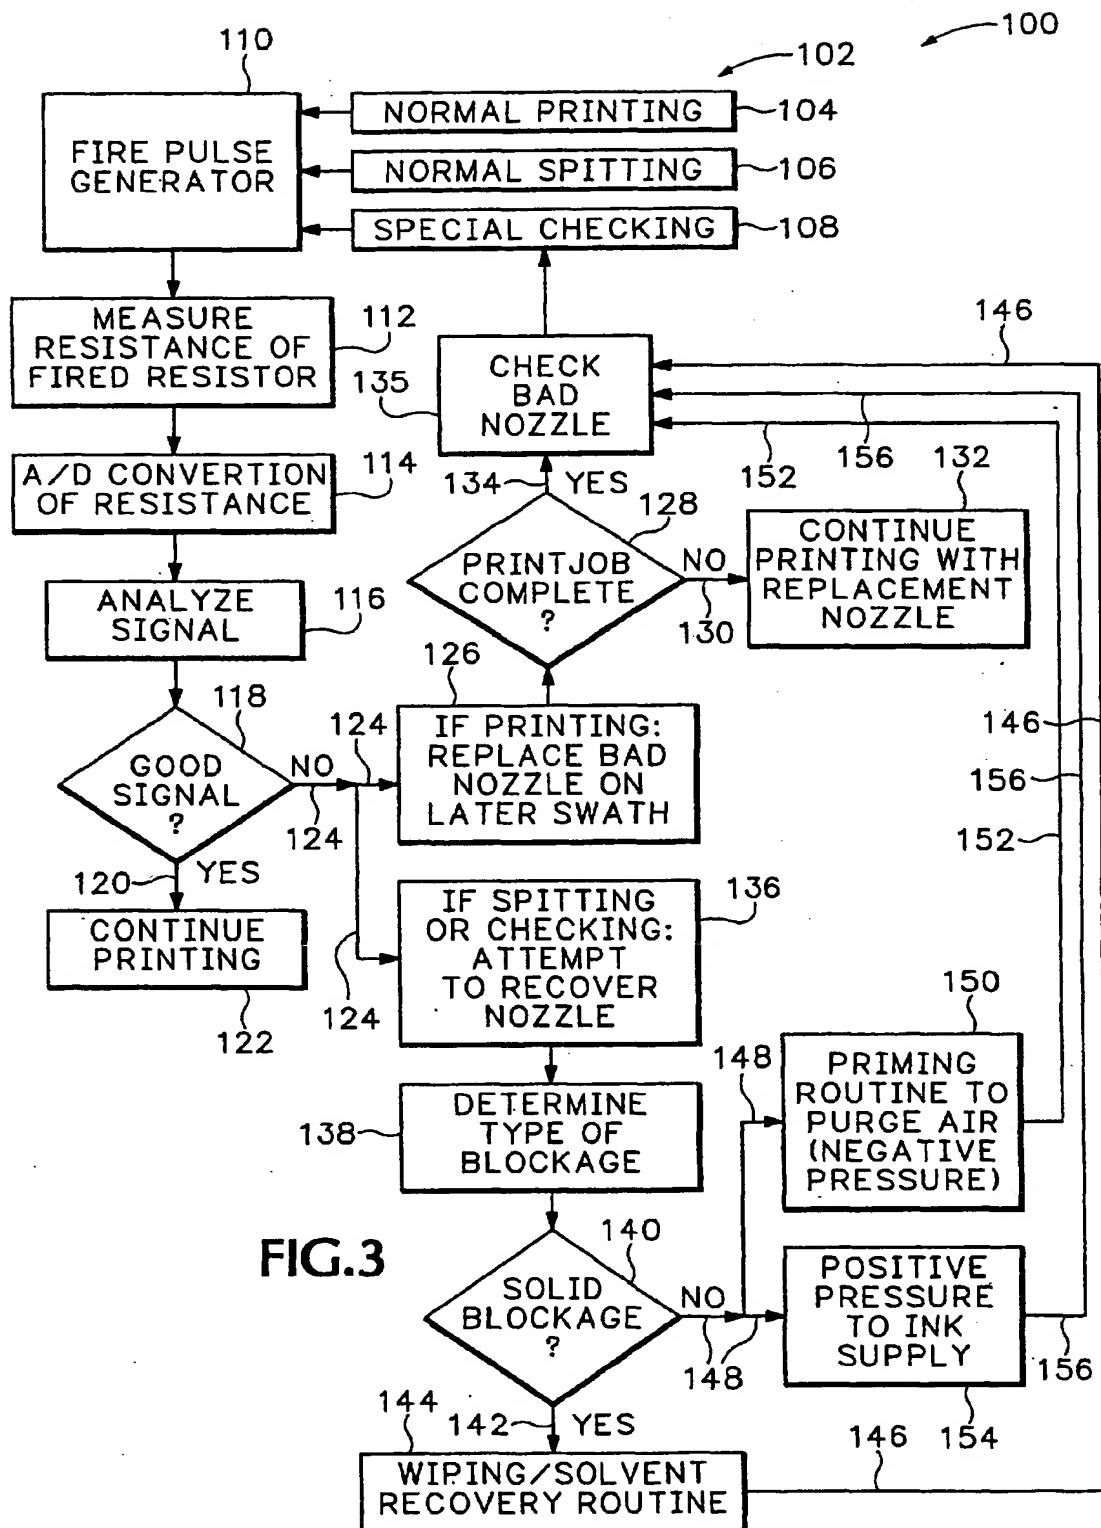 100
102
110
FIRE PULSE
GENERATOR
NORMAL PRINTING
104
NORMAL SPITTING
106
SPECIAL CHECKING
108
MEASURE
RESISTANCE OF
FIRED RESISTOR
112
A/D CONVERTION
OF RESISTANCE
114
ANALYZE
SIGNAL
116
GOOD
SIGNAL
?
118
120
YES
CONTINUE
PRINTING
122
NO
124
124
124
IF PRINTING:
REPLACE BAD
NOZZLE ON
LATER SWATH
126
PRINTJOB
COMPLETE
?
128
NO
130
CONTINUE
PRINTING WITH
REPLACEMENT
NOZZLE
132
134
YES
CHECK
BAD
NOZZLE
135
146
156
152
IF SPITTING
OR CHECKING:
ATTEMPT
TO RECOVER
NOZZLE
136
DETERMINE
TYPE OF
BLOCKAGE
138
SOLID
BLOCKAGE
?
140
NO
148
148
148
PRIMING
ROUTINE TO
PURGE AIR
(NEGATIVE
PRESSURE)
150
146
156
152
POSITIVE
PRESSURE
TO INK
SUPPLY
154
156
142
YES
144
WIPING/SOLVENT
RECOVERY ROUTINE
146
FIG.3